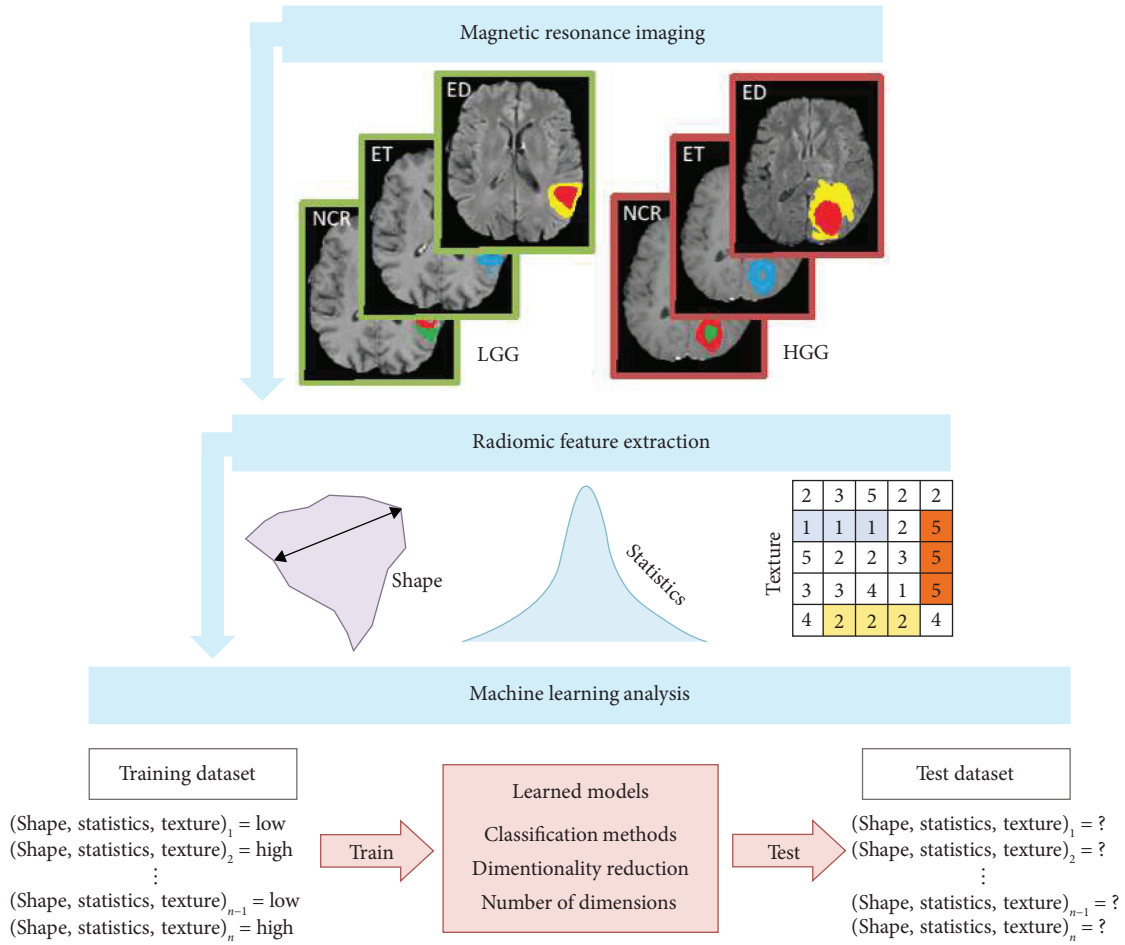 Magnetic resonance imaging
ED
ET
NCR
LGG
ED
ET
NCR
HGG
Radiomic feature extraction
Shape
Statistics
Texture
2 3 5 2 2
1 1 1 2 5
5 2 2 3 5
3 3 4 1 5
4 2 2 2 4
Machine learning analysis
Training dataset
(Shape, statistics, texture)₁ = low
(Shape, statistics, texture)₂ = high
⋮
(Shape, statistics, texture)ₙ₋₁ = low
(Shape, statistics, texture)ₙ = high
Train
Learned models
Classification methods
Dimentionality reduction
Number of dimensions
Test
Test dataset
(Shape, statistics, texture)₁ = ?
(Shape, statistics, texture)₂ = ?
⋮
(Shape, statistics, texture)ₙ₋₁ = ?
(Shape, statistics, texture)ₙ = ?